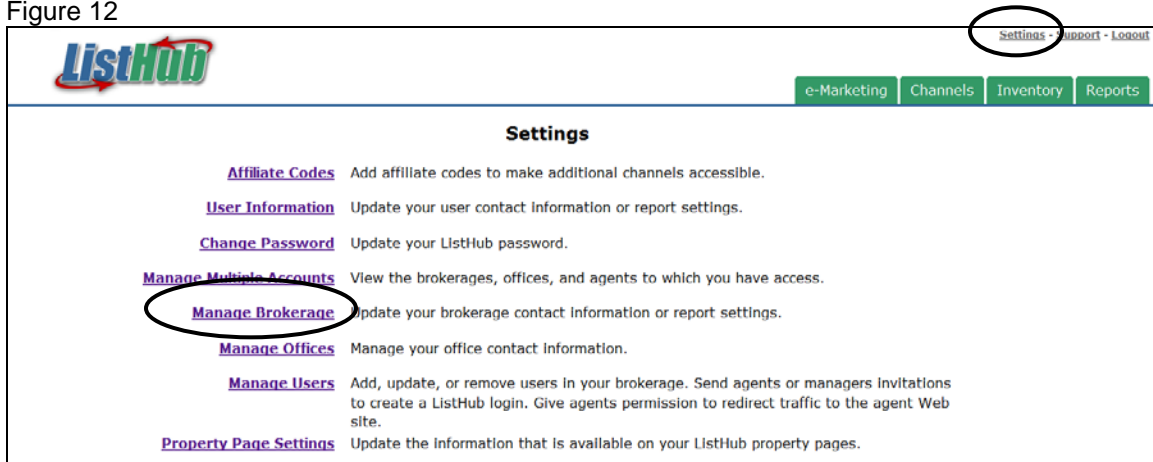 Figure 12
Settings - Support - Logout
ListHub
e-Marketing Channels Inventory Reports
Settings
Affiliate Codes Add affiliate codes to make additional channels accessible.
User Information Update your user contact information or report settings.
Change Password Update your ListHub password.
Manage Multiple Accounts View the brokerages, offices, and agents to which you have access.
Manage Brokerage Update your brokerage contact information or report settings.
Manage Offices Manage your office contact information.
Manage Users Add, update, or remove users in your brokerage. Send agents or managers invitations
to create a ListHub login. Give agents permission to redirect traffic to the agent Web
site.
Property Page Settings Update the information that is available on your ListHub property pages.